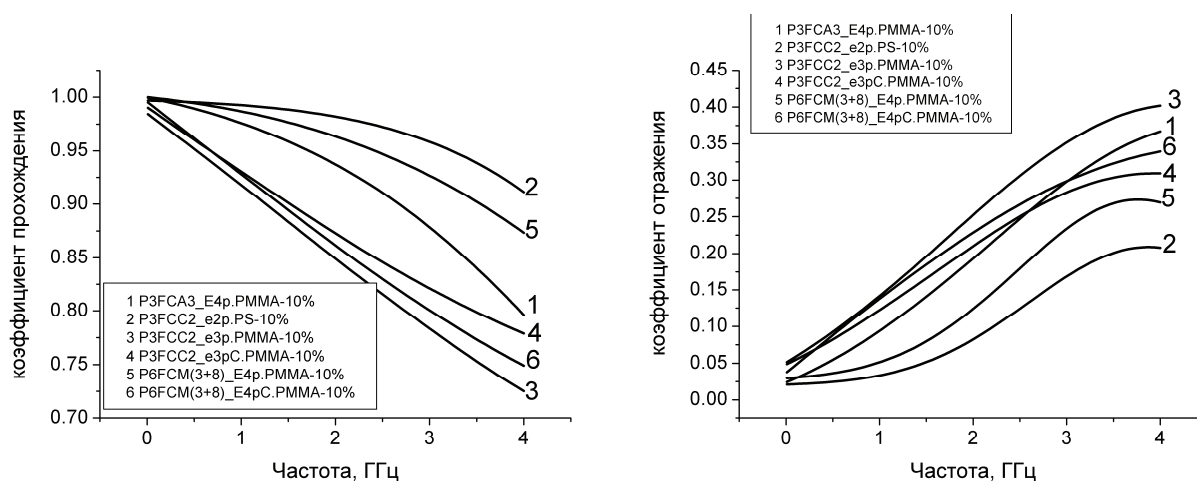 1.00
0.95
0.90
0.85
0.80
0.75
0.70
коэффициент прохождения
2
5
1
4
6
3
1 P3FCA3_E4p.PMMA-10%
2 P3FCC2_e2p.PS-10%
3 P3FCC2_e3p.PMMA-10%
4 P3FCC2_e3pC.PMMA-10%
5 P6FCM(3+8)_E4p.PMMA-10%
6 P6FCM(3+8)_E4pC.PMMA-10%
0 1 2 3 4
Частота, ГГц
1 P3FCA3_E4p.PMMA-10%
2 P3FCC2_e2p.PS-10%
3 P3FCC2_e3p.PMMA-10%
4 P3FCC2_e3pC.PMMA-10%
5 P6FCM(3+8)_E4p.PMMA-10%
6 P6FCM(3+8)_E4pC.PMMA-10%
0.45
0.40
0.35
0.30
0.25
0.20
0.15
0.10
0.05
0.00
коэффициент отражения
3
1
6
4
5
2
0 1 2 3 4
Частота, ГГц